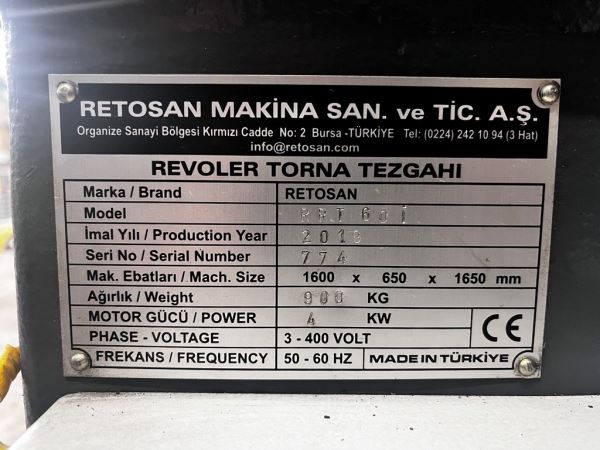 RETOSAN MAKİNA SAN. ve TİC. A.Ş.
Organize Sanayi Bölgesi Kırmızı Cadde No: 2 Bursa -TÜRKİYE Tel: (0224) 242 10 94 (3 Hat)
info@retosan.com
REVOLER TORNA TEZGAHI
Marka / Brand RETOSAN
Model RRT 60
İmal Yılı / Production Year
Seri No / Serial Number 774
Mak. Ebatları / Mach. Size 1600 x 650 x 1650 mm
Ağırlık / Weight 900 KG
MOTOR GÜCÜ / POWER 4 KW
PHASE - VOLTAGE 3 - 400 VOLT
FREKANS / FREQUENCY 50 - 60 HZ
MADE IN TÜRKİYE
CE